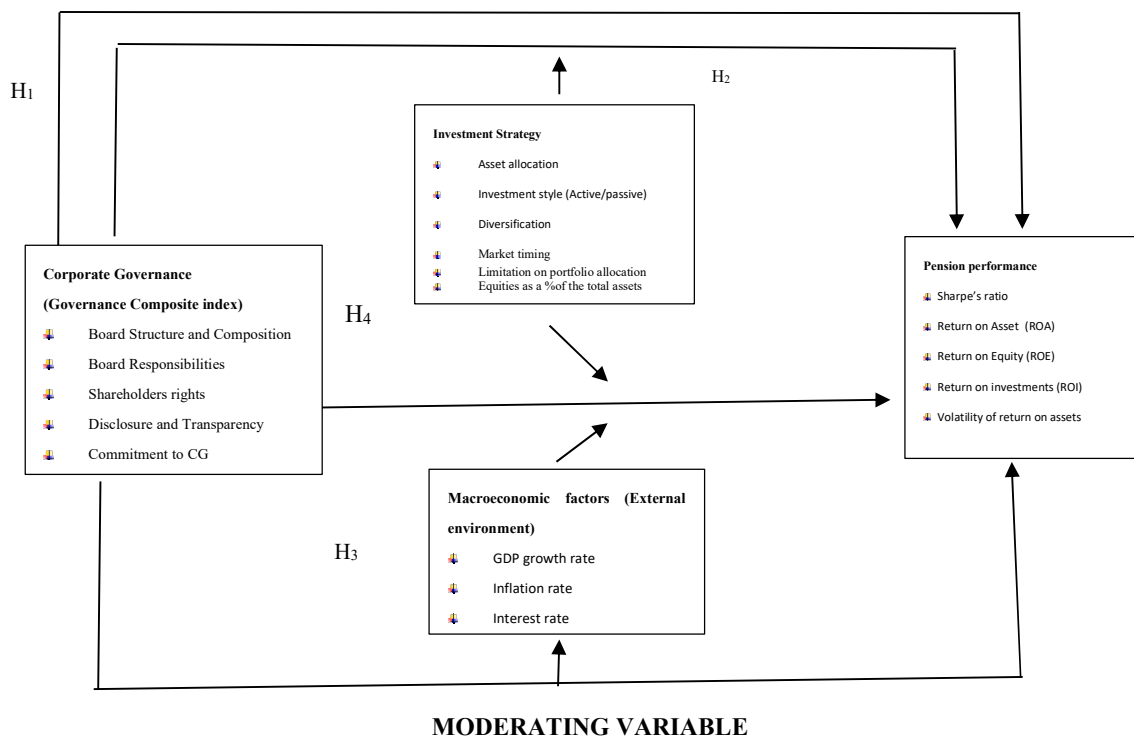 H1
H2
Investment Strategy
Asset allocation
Investment style (Active/passive)
Diversification
Market timing
Limitation on portfolio allocation
Equities as a %of the total assets
Corporate Governance
(Governance Composite index)
Board Structure and Composition
Board Responsibilities
Shareholders rights
Disclosure and Transparency
Commitment to CG
H4
Pension performance
Sharpe's ratio
Return on Asset (ROA)
Return on Equity (ROE)
Return on investments (ROI)
Volatility of return on assets
H3
Macroeconomic factors (External
environment)
GDP growth rate
Inflation rate
Interest rate
MODERATING VARIABLE